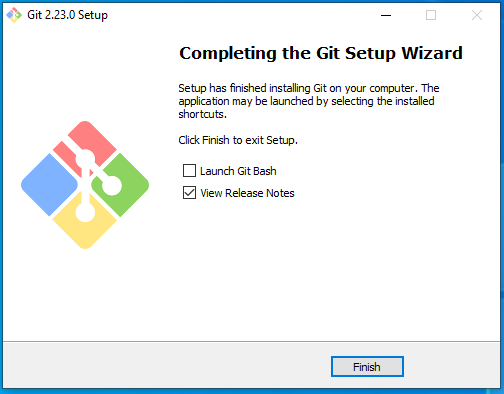 Git 2.23.0 Setup
Completing the Git Setup Wizard
Setup has finished installing Git on your computer. The
application may be launched by selecting the installed
shortcuts.
Click Finish to exit Setup.
Launch Git Bash
View Release Notes
Finish